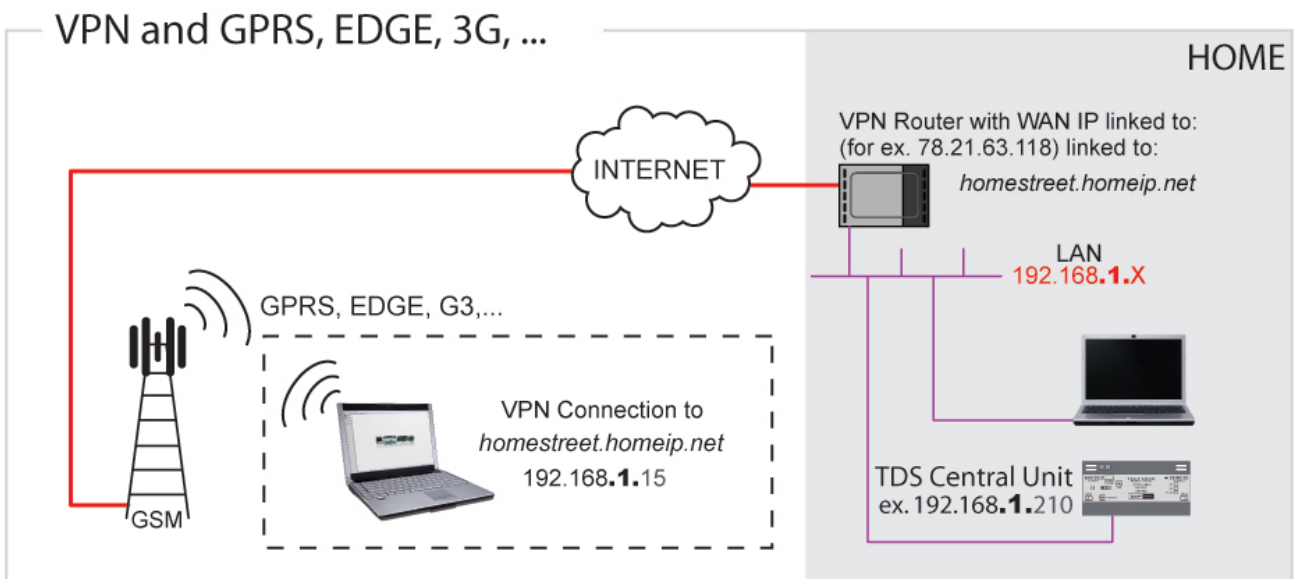 VPN and GPRS, EDGE, 3G, ...
HOME
VPN Router with WAN IP linked to:
(for ex. 78.21.63.118) linked to:
homestreet.homeip.net
INTERNET
LAN
192.168.1.X
GPRS, EDGE, G3,...
VPN Connection to
homestreet.homeip.net
192.168.1.15
GSM
TDS Central Unit
ex. 192.168.1.210